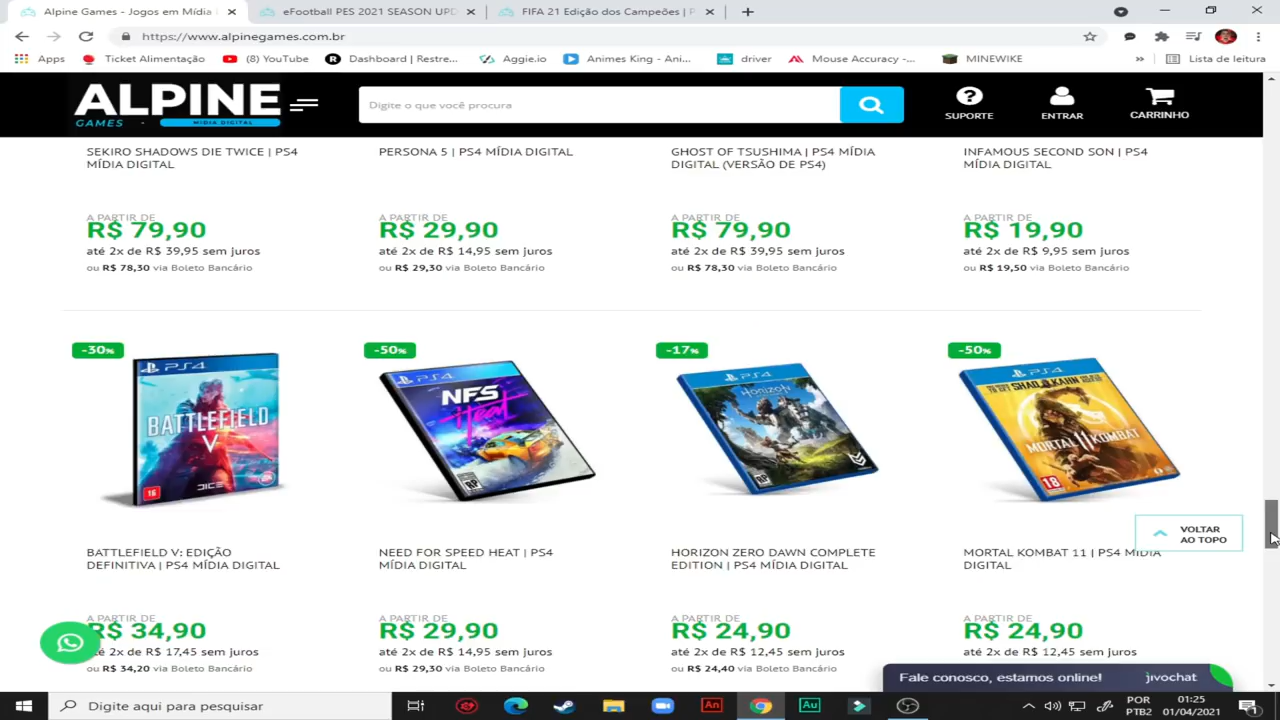 Alpine Games - Jogos em Mídia
eFootball PES 2021 SEASON UPD
FIFA 21 Edição dos Campeões | P
https://www.alpinegames.com.br
Apps
Ticket Alimentação
(8) YouTube
Dashboard | Restre...
Aggie.io
Animes King - Ani...
driver
Mouse Accuracy -...
MINEWIKE
»
Lista de leitura
ALPINE
GAMES - MIDIA DIGITAL
Digite o que você procura
SUPORTE
ENTRAR
CARRINHO
SEKIRO SHADOWS DIE TWICE | PS4
MÍDIA DIGITAL
PERSONA 5 | PS4 MÍDIA DIGITAL
GHOST OF TSUSHIMA | PS4 MÍDIA
DIGITAL (VERSÃO DE PS4)
INFAMOUS SECOND SON | PS4
MÍDIA DIGITAL
A PARTIR DE
R$ 79,90
até 2x de R$ 39,95 sem juros
ou R$ 78,30 via Boleto Bancário
A PARTIR DE
R$ 29,90
até 2x de R$ 14,95 sem juros
ou R$ 29,30 via Boleto Bancário
A PARTIR DE
R$ 79,90
até 2x de R$ 39,95 sem juros
ou R$ 78,30 via Boleto Bancário
A PARTIR DE
R$ 19,90
até 2x de R$ 9,95 sem juros
ou R$ 19,50 via Boleto Bancário
-30%
PS4
BATTLEFIELD
V
16
DICE
-50%
PS4
NFS
Heat
RP
-17%
PS4
HORIZON
RP
-50%
PS4
SHAO KAHN
MORTAL KOMBAT
11
18
VOLTAR
AO TOPO
BATTLEFIELD V: EDIÇÃO
DEFINITIVA | PS4 MÍDIA DIGITAL
NEED FOR SPEED HEAT | PS4
MÍDIA DIGITAL
HORIZON ZERO DAWN COMPLETE
EDITION | PS4 MÍDIA DIGITAL
MORTAL KOMBAT 11 | PS4 MÍDIA
DIGITAL
A PARTIR DE
R$ 34,90
até 2x de R$ 17,45 sem juros
ou R$ 34,20 via Boleto Bancário
A PARTIR DE
R$ 29,90
até 2x de R$ 14,95 sem juros
ou R$ 29,30 via Boleto Bancário
A PARTIR DE
R$ 24,90
até 2x de R$ 12,45 sem juros
ou R$ 24,40 via Boleto Bancário
A PARTIR DE
R$ 24,90
até 2x de R$ 12,45 sem juros
Fale conosco, estamos online!
jivochat
Digite aqui para pesquisar
An
Au
POR
PTB2
01:25
01/04/2021
1